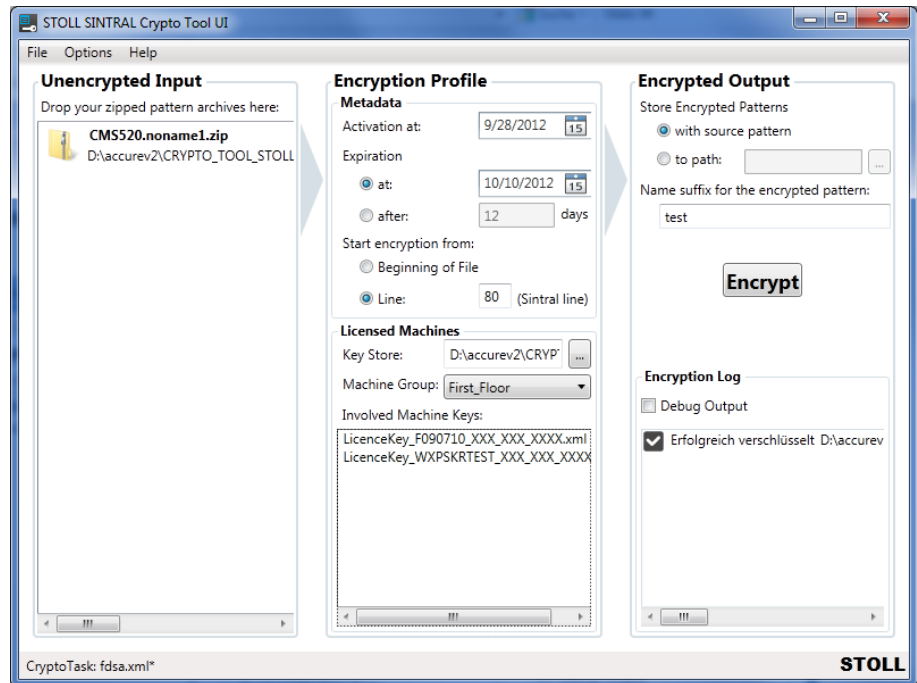 STOLL SINTRAL Crypto Tool UI
File Options Help
Unencrypted Input
Drop your zipped pattern archives here:
CMS520.noname1.zip
D:\accurev2\CRYPTO_TOOL_STOLL
Encryption Profile
Metadata
Activation at: 9/28/2012 15
Expiration
at: 10/10/2012 15
after: 12 days
Start encryption from:
Beginning of File
Line: 80 (Sintral line)
Licensed Machines
Key Store: D:\accurev2\CRYPT ...
Machine Group: First_Floor
Involved Machine Keys:
LicenceKey_F090710_XXX_XXX_XXXX.xml
LicenceKey_WXPSKRTEST_XXX_XXX_XXXX
Encrypted Output
Store Encrypted Patterns
with source pattern
to path: ...
Name suffix for the encrypted pattern:
test
Encrypt
Encryption Log
Debug Output
Erfolgreich verschlüsselt D:\accurev
CryptoTask: fdsa.xml*
STOLL